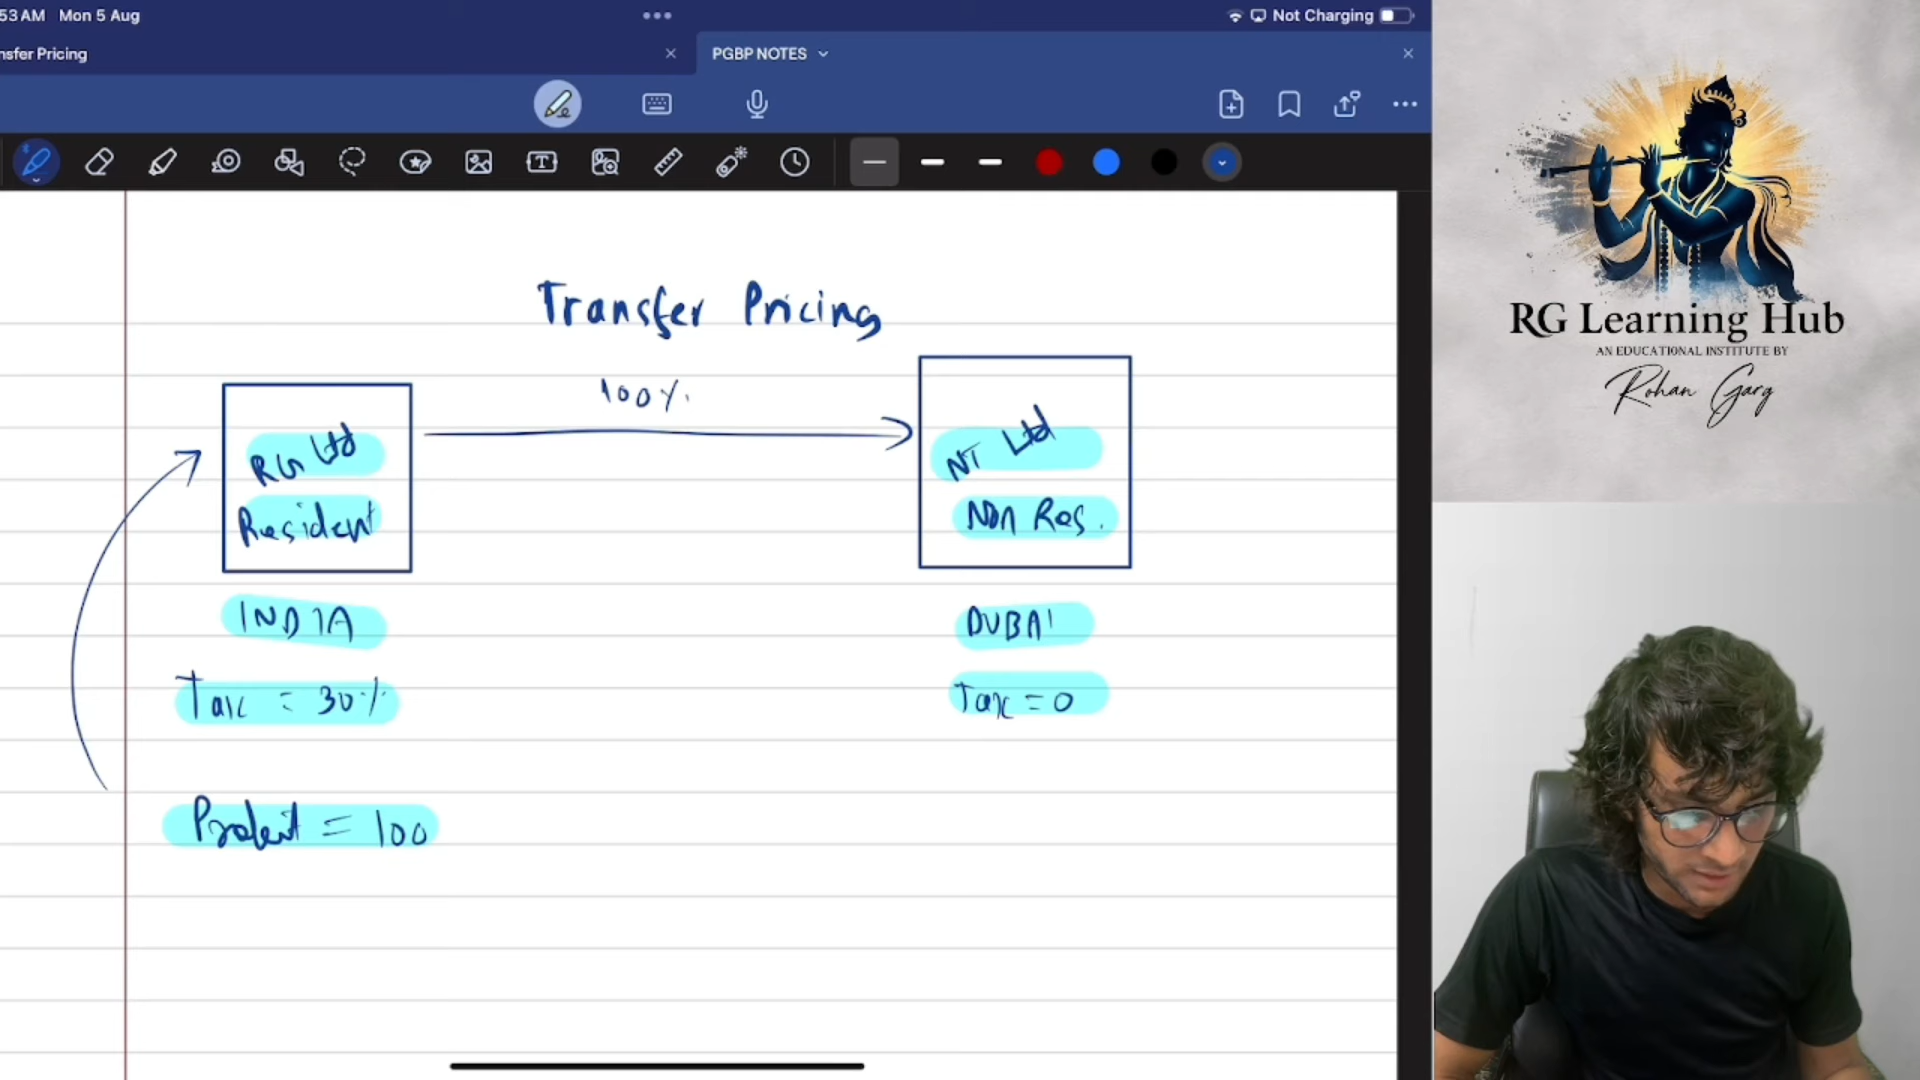 53 AM Mon 5 Aug
Not Charging
nsfer Pricing
PGBP NOTES
Transfer Pricing
100%.
RG Ltd
Resident
NT Ltd
Non Res.
INDIA
DUBAI
Tax = 30%
Tax = 0
Profit = 100
RG Learning Hub
AN EDUCATIONAL INSTITUTE BY
Rohan Garg